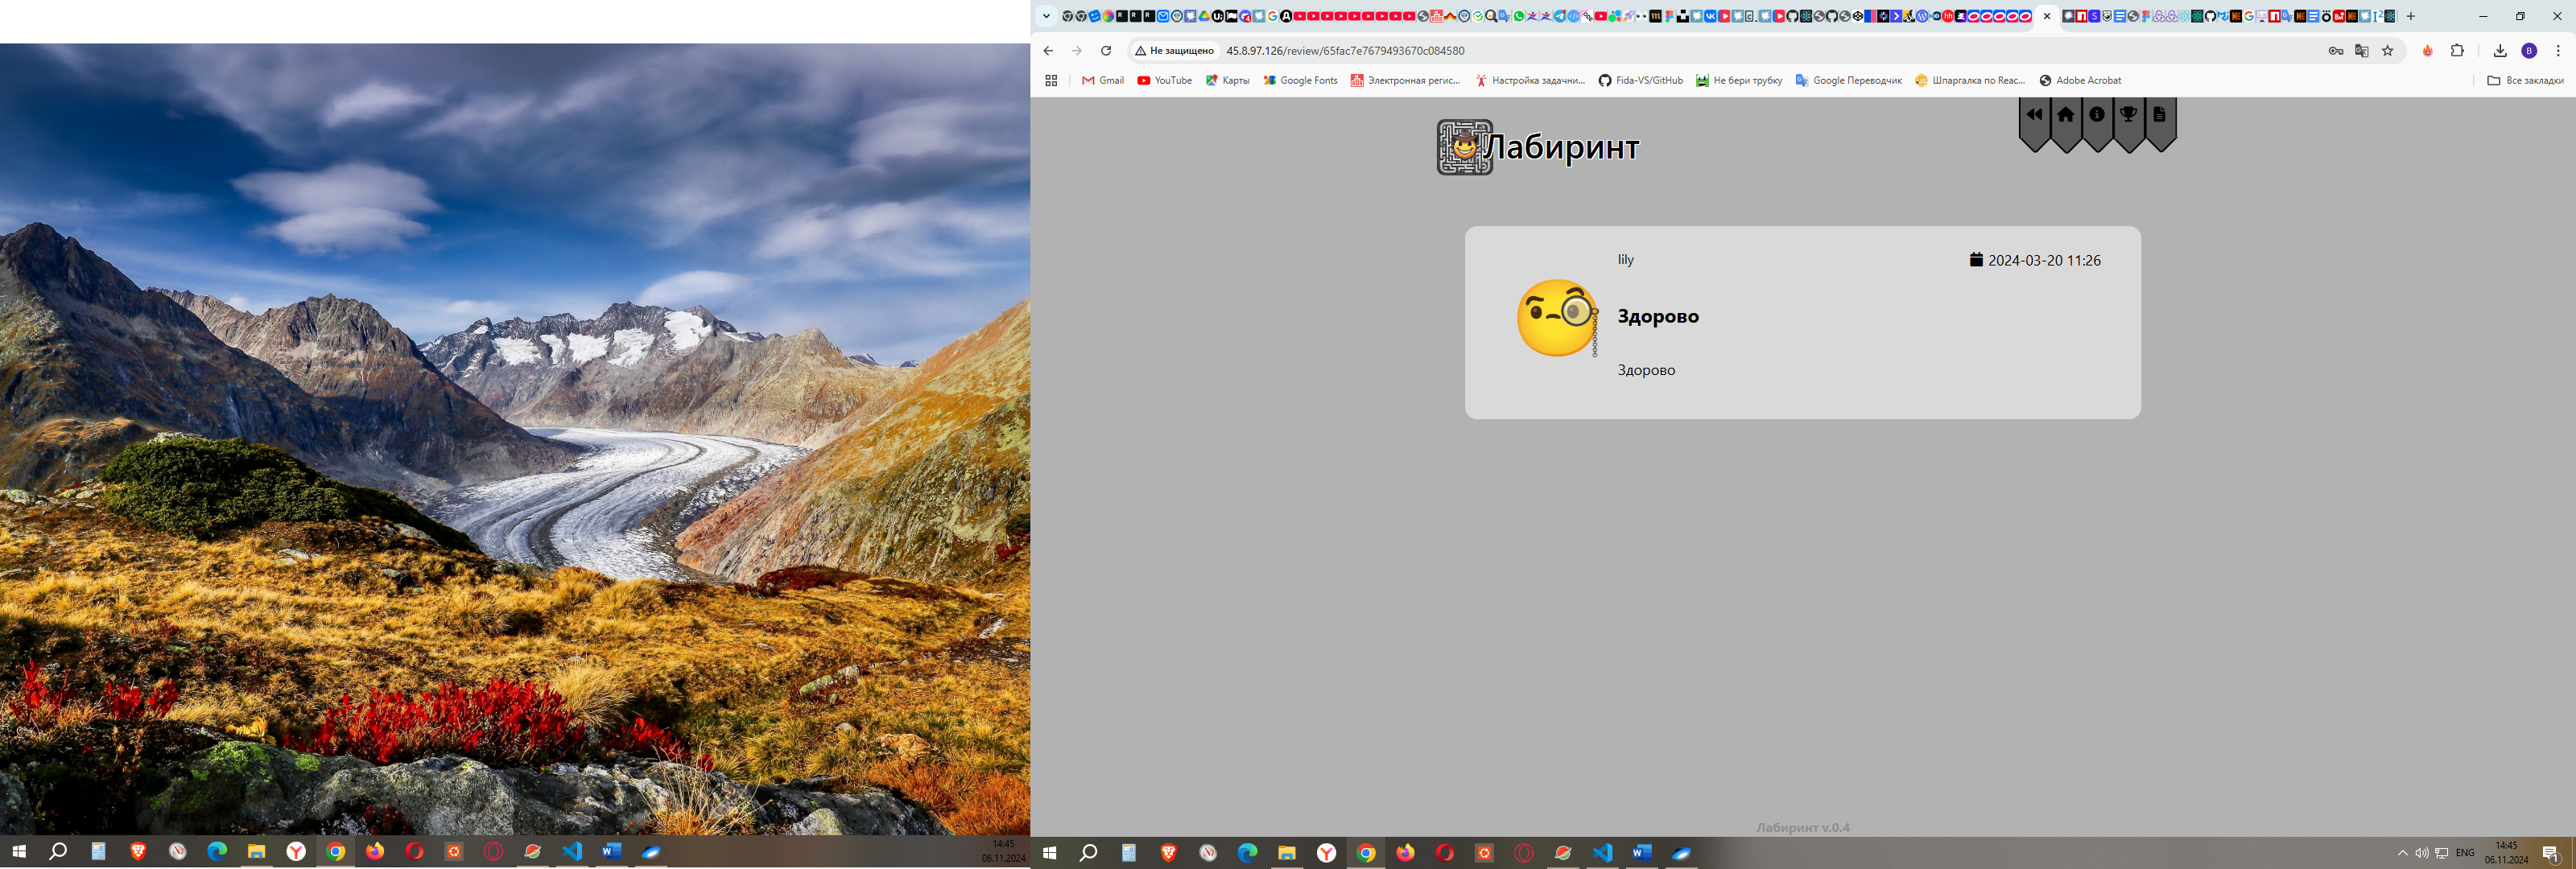 Не защищено
45.8.97.126/review/65fac7e7679493670c084580
Gmail
YouTube
Карты
Google Fonts
Электронная регис...
Настройка задачни...
Fida-VS/GitHub
Не бери трубку
Google Переводчик
Шпаргалка по Reac...
Adobe Acrobat
Все закладки
Лабиринт
lily
2024-03-20 11:26
Здорово
Здорово
Лабиринт v.0.4
14:45
06.11.2024
ENG
14:45
06.11.2024
1